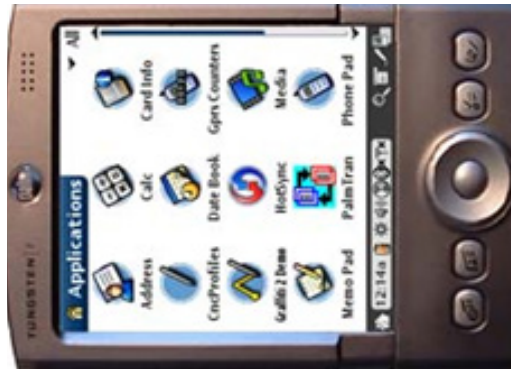 TUNGSTEN T
Applications
All
Address
Calc
Card Info
CncProfiles
Date Book
Gprs Counters
Grafiti 2 Demo
HotSync
Media
Memo Pad
PalmTran
Phone Pad
12:14a